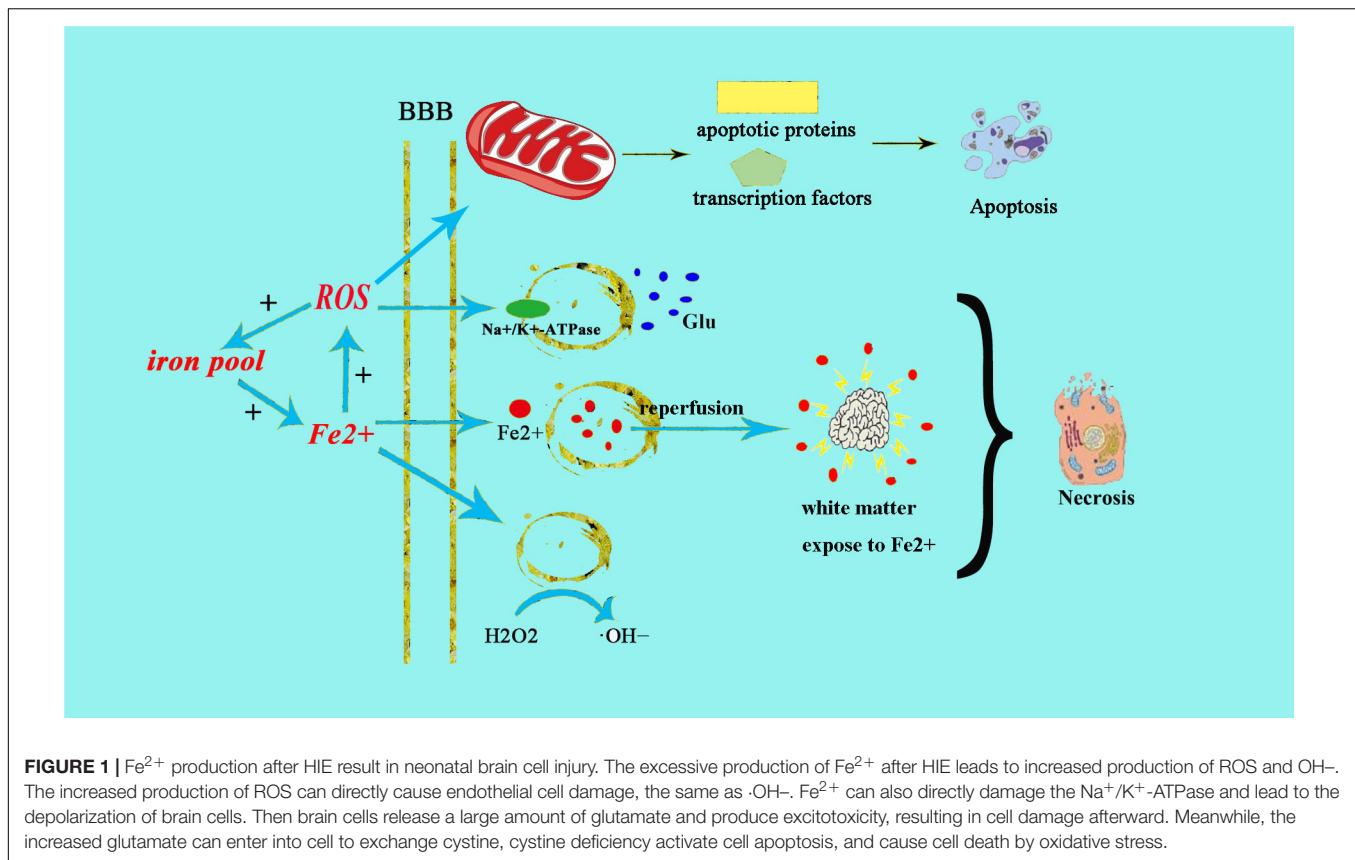 BBB
apoptotic proteins
transcription factors
Apoptosis
ROS
+
Na+/K+-ATPase
Glu
iron pool
+
+
Fe2+
Fe2+
reperfusion
white matter
expose to Fe2+
Necrosis
H2O2
·OH−
FIGURE 1 | Fe2+ production after HIE result in neonatal brain cell injury. The excessive production of Fe2+ after HIE leads to increased production of ROS and OH–.
The increased production of ROS can directly cause endothelial cell damage, the same as ·OH–. Fe2+ can also directly damage the Na+/K+-ATPase and lead to the
depolarization of brain cells. Then brain cells release a large amount of glutamate and produce excitotoxicity, resulting in cell damage afterward. Meanwhile, the
increased glutamate can enter into cell to exchange cystine, cystine deficiency activate cell apoptosis, and cause cell death by oxidative stress.